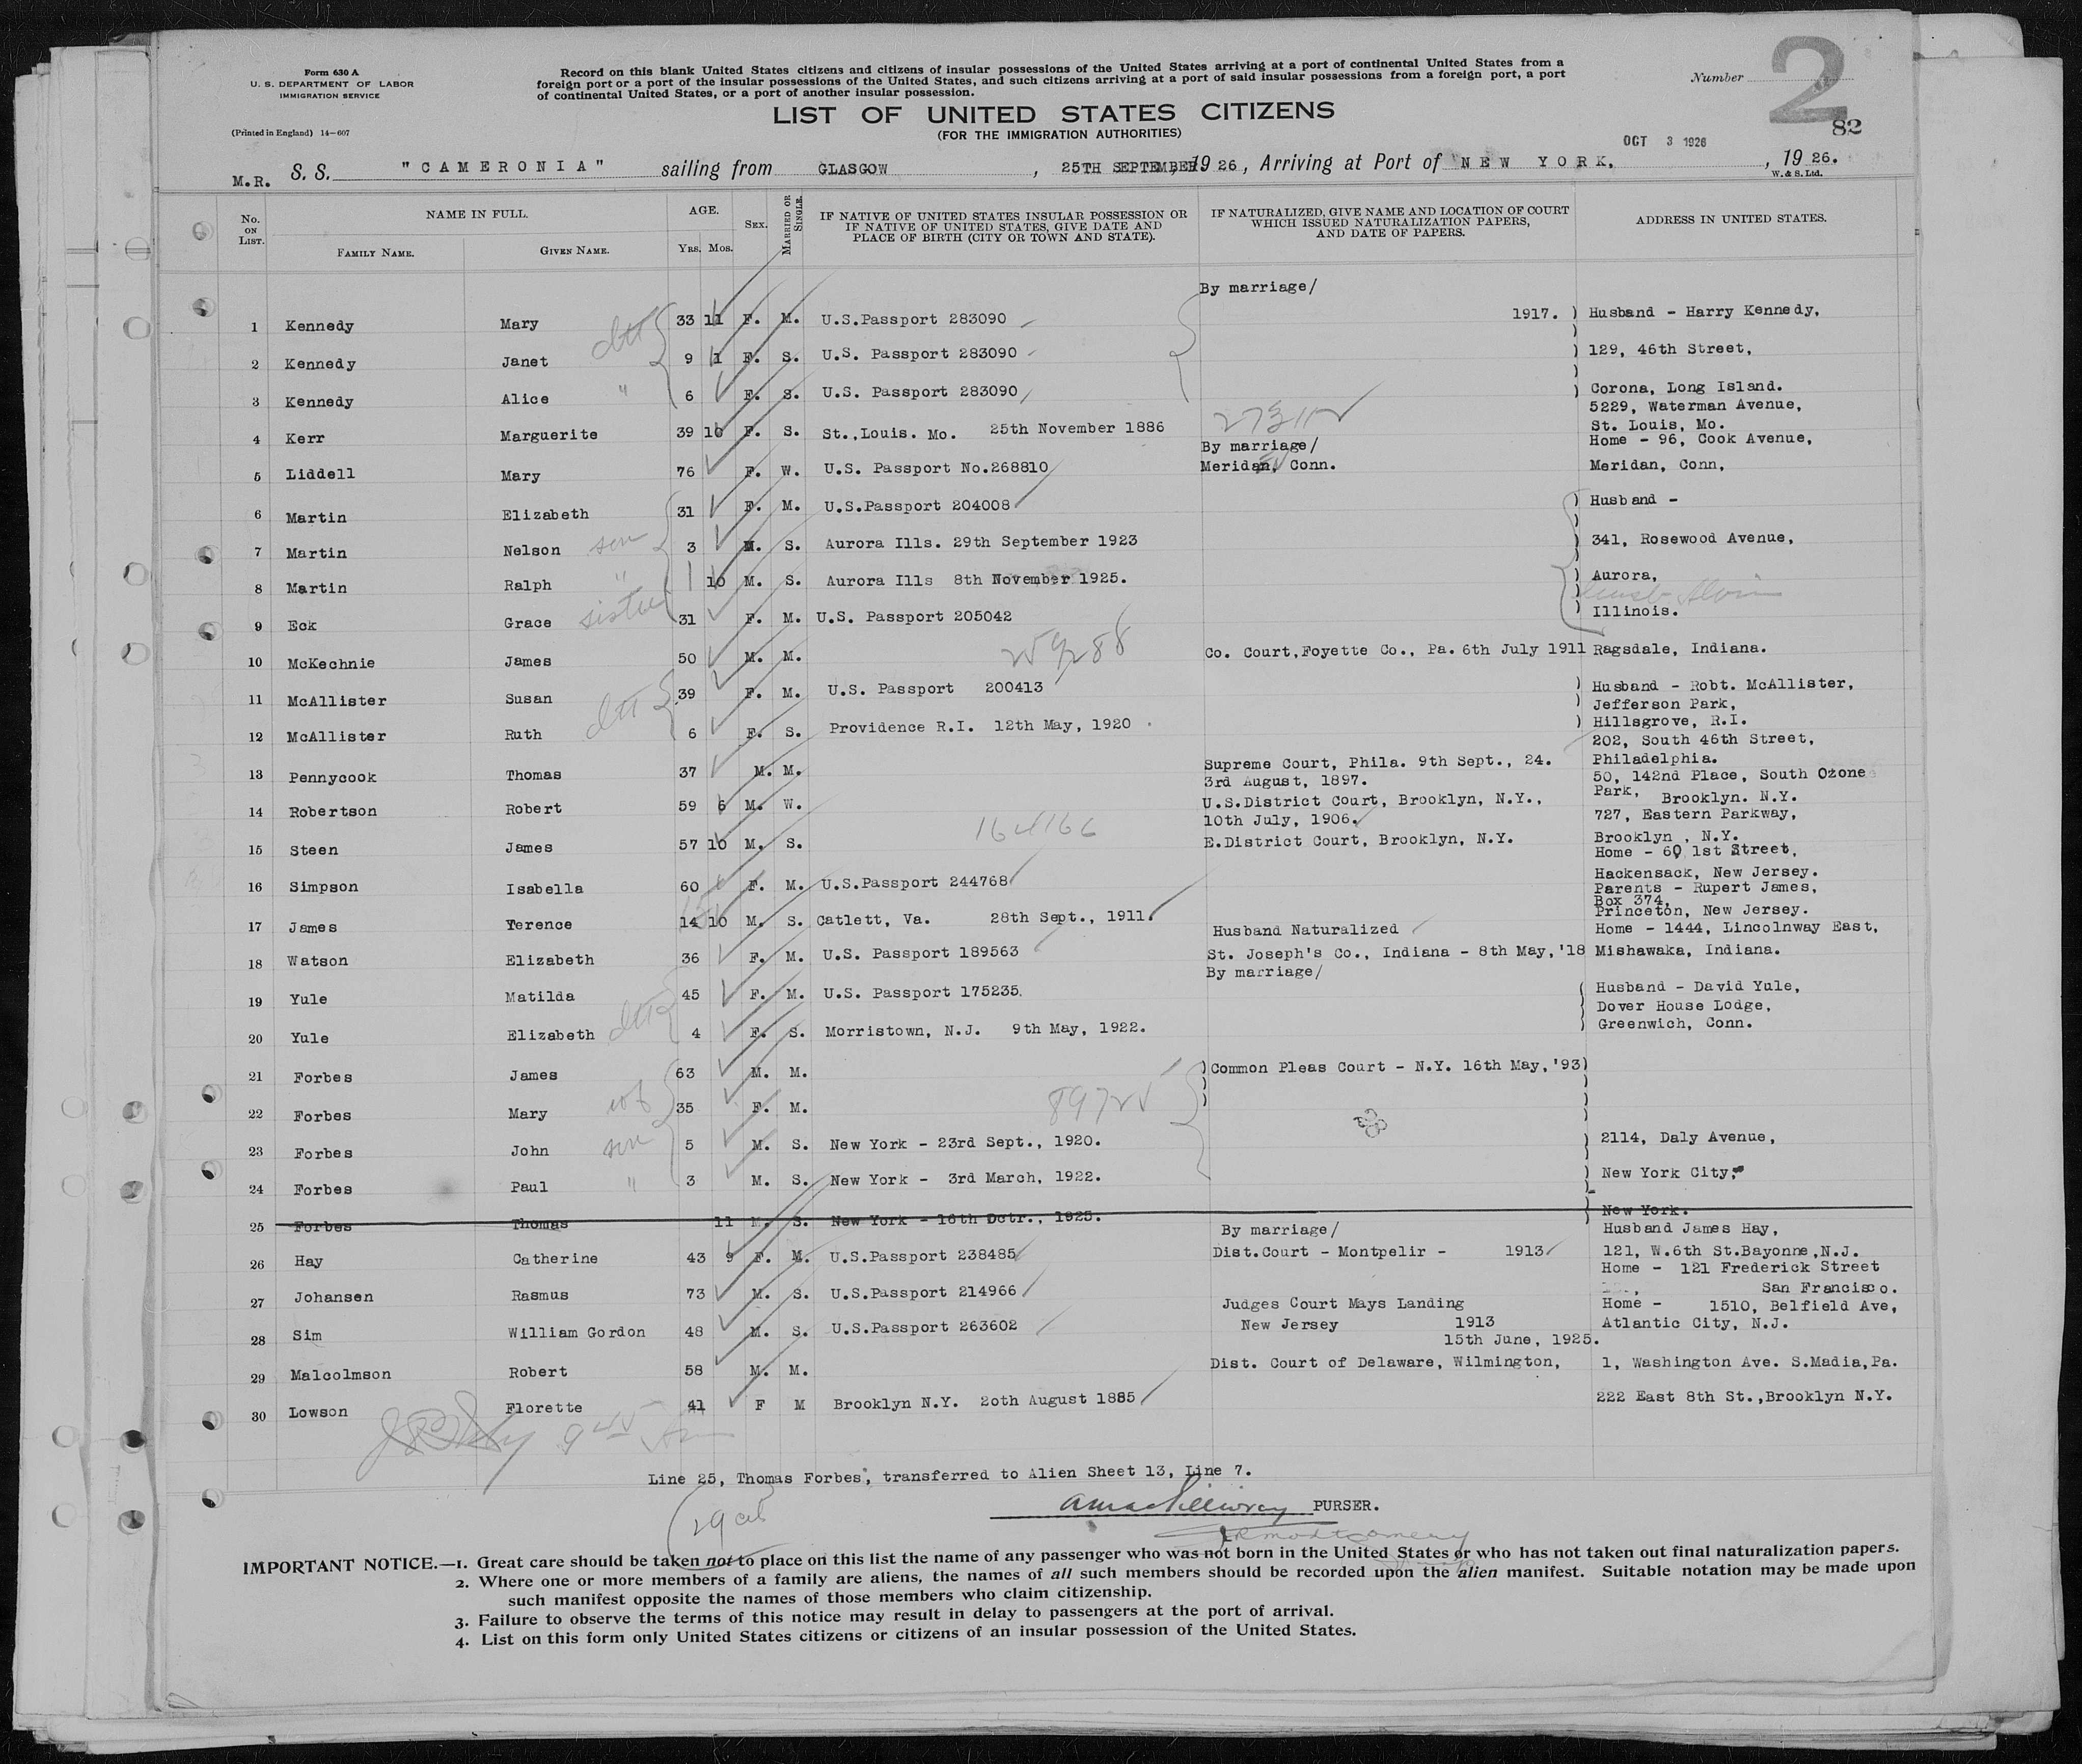 Form 630 A
U. S. DEPARTMENT OF LABOR
IMMIGRATION SERVICE
(Printed in England) 14—607
Record on this blank United States citizens and citizens of insular possessions of the United States arriving at a port of continental United States from a
foreign port or a port of the insular possessions of the United States, and such citizens arriving at a port of said insular possessions from a foreign port, a port
of continental United States, or a port of another insular possession.
Number 2
82
LIST OF UNITED STATES CITIZENS
(FOR THE IMMIGRATION AUTHORITIES)
OCT 3 1926
M.R. S. S. "CAMERONIA" sailing from GLASGOW, 25TH SEPTEMBER 19 26, Arriving at Port of NEW YORK, , 19 26.
W. & S. Ltd.
No. ON LIST. NAME IN FULL. AGE. SEX. MARRIED OR SINGLE. IF NATIVE OF UNITED STATES INSULAR POSSESSION OR IF NATIVE OF UNITED STATES, GIVE DATE AND PLACE OF BIRTH (CITY OR TOWN AND STATE). IF NATURALIZED, GIVE NAME AND LOCATION OF COURT WHICH ISSUED NATURALIZATION PAPERS, AND DATE OF PAPERS. ADDRESS IN UNITED STATES.
FAMILY NAME. GIVEN NAME. YRS. MOS.
By marriage/
1 Kennedy Mary 33 11 F. M. U.S.Passport 283090 1917. ) Husband - Harry Kennedy,
2 Kennedy Janet 9 1 F. S. U.S. Passport 283090 ) 129, 46th Street,
3 Kennedy Alice " 6 F. S. U.S. Passport 283090 ) Corona, Long Island.
5229, Waterman Avenue,
4 Kerr Marguerite 39 10 F. S. St.,Louis. Mo. 25th November 1886 St. Louis, Mo.
By marriage/ Home - 96, Cook Avenue,
5 Liddell Mary 76 F. W. U.S. Passport No.268810 Meridan, Conn. Meridan, Conn,
6 Martin Elizabeth 31 F. M. U.S.Passport 204008 ) Husband -
7 Martin Nelson son 3 M. S. Aurora Ills. 29th September 1923 341, Rosewood Avenue,
8 Martin Ralph " 10 M. S. Aurora Ills 8th November 1925. Aurora,
9 Eck Grace sister 31 F. M. U.S. Passport 205042 Illinois.
10 McKechnie James 50 M. M. 259288 Co. Court,Foyette Co., Pa. 6th July 1911 Ragsdale, Indiana.
11 McAllister Susan 39 F. M. U.S. Passport 200413 ) Husband - Robt. McAllister,
Jefferson Park,
12 McAllister Ruth 6 F. S. Providence R.I. 12th May, 1920 ) Hillsgrove, R.I.
202, South 46th Street,
13 Pennycook Thomas 37 M. M. Supreme Court, Phila. 9th Sept., 24. Philadelphia.
3rd August, 1897. 50, 142nd Place, South Ozone
14 Robertson Robert 59 6 M. W. U.S.District Court, Brooklyn, N.Y., Park, Brooklyn. N.Y.
10th July, 1906. 727, Eastern Parkway,
15 Steen James 57 10 M. S. 164166 E.District Court, Brooklyn, N.Y. Brooklyn , N.Y.
Home - 60 1st Street,
16 Simpson Isabella 60 F. M. U.S.Passport 244768 Hackensack, New Jersey.
Parents - Rupert James,
Box 374,
17 James Terence 14 10 M. S. Catlett, Va. 28th Sept., 1911. Princeton, New Jersey.
Husband Naturalized Home - 1444, Lincolnway East,
18 Watson Elizabeth 36 F. M. U.S. Passport 189563 St. Joseph's Co., Indiana - 8th May,'18 Mishawaka, Indiana.
By marriage/
19 Yule Matilda 45 F. M. U.S. Passport 175235. Husband - David Yule,
Dover House Lodge,
20 Yule Elizabeth 4 F. S. Morristown, N.J. 9th May, 1922. Greenwich, Conn.
21 Forbes James 63 M. M. )Common Pleas Court - N.Y. 16th May,'93)
22 Forbes Mary wf 35 F. M. 89725
23 Forbes John son 5 M. S. New York - 23rd Sept., 1920. ) 2114, Daly Avenue,
24 Forbes Paul " 3 M. S. New York - 3rd March, 1922. ) New York City,
25 Forbes Thomas 11 M. S. New York - 16th Octr., 1925. New York.
By marriage/ Husband James Hay,
26 Hay Catherine 43 9 F. M. U.S.Passport 238485 Dist.Court - Montpelir - 1913 121, W.6th St.Bayonne,N.J.
Home - 121 Frederick Street
27 Johansen Rasmus 73 M. S. U.S.Passport 214966 San Francisco.
Judges Court Mays Landing Home - 1510, Belfield Ave,
28 Sim William Gordon 48 M. S. U.S.Passport 263602 New Jersey 1913 Atlantic City, N.J.
15th June, 1925.
29 Malcolmson Robert 58 M. M. Dist. Court of Delaware, Wilmington, 1, Washington Ave. S.Madia,Pa.
30 Lowson Florette 41 F M Brooklyn N.Y. 20th August 1885 222 East 8th St.,Brooklyn N.Y.
Line 25, Thomas Forbes, transferred to Alien Sheet 13, Line 7.
PURSER.
IMPORTANT NOTICE.—1. Great care should be taken not to place on this list the name of any passenger who was not born in the United States or who has not taken out final naturalization papers.
2. Where one or more members of a family are aliens, the names of all such members should be recorded upon the alien manifest. Suitable notation may be made upon
such manifest opposite the names of those members who claim citizenship.
3. Failure to observe the terms of this notice may result in delay to passengers at the port of arrival.
4. List on this form only United States citizens or citizens of an insular possession of the United States.